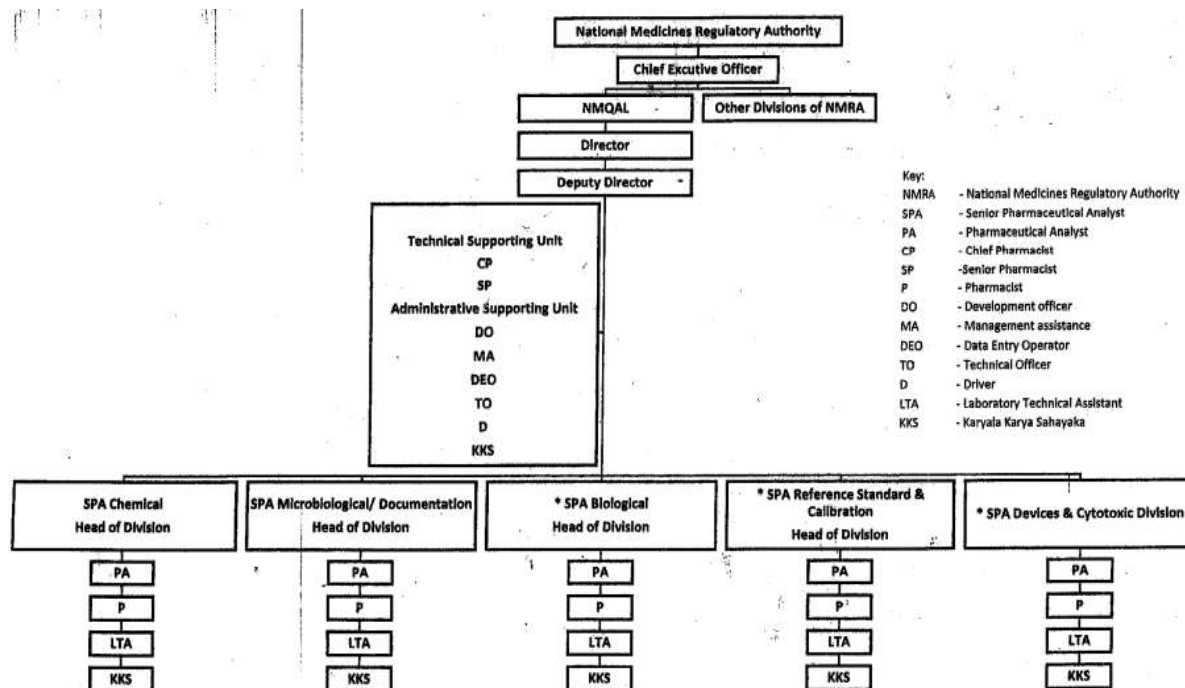 National Medicines Regulatory Authority
Chief Excutive Officer
NMQAL
Other Divisions of NMRA
Director
Deputy Director
Technical Supporting Unit
CP
SP
Administrative Supporting Unit
DO
MA
DEO
TO
D
KKS
Key:
NMRA - National Medicines Regulatory Authority
SPA - Senior Pharmaceutical Analyst
PA - Pharmaceutical Analyst
CP - Chief Pharmacist
SP -Senior Pharmacist
P - Pharmacist
DO - Development officer
MA - Management assistance
DEO - Data Entry Operator
TO - Technical Officer
D - Driver
LTA - Laboratory Technical Assistant
KKS - Karyala Karya Sahayaka
SPA Chemical
Head of Division
SPA Microbiological/ Documentation
Head of Division
* SPA Biological
Head of Division
* SPA Reference Standard &
Calibration
Head of Division
* SPA Devices & Cytotoxic Division
PA
P
LTA
KKS
PA
P
LTA
KKS
PA
P
LTA
KKS
PA
P
LTA
KKS
PA
P
LTA
KKS